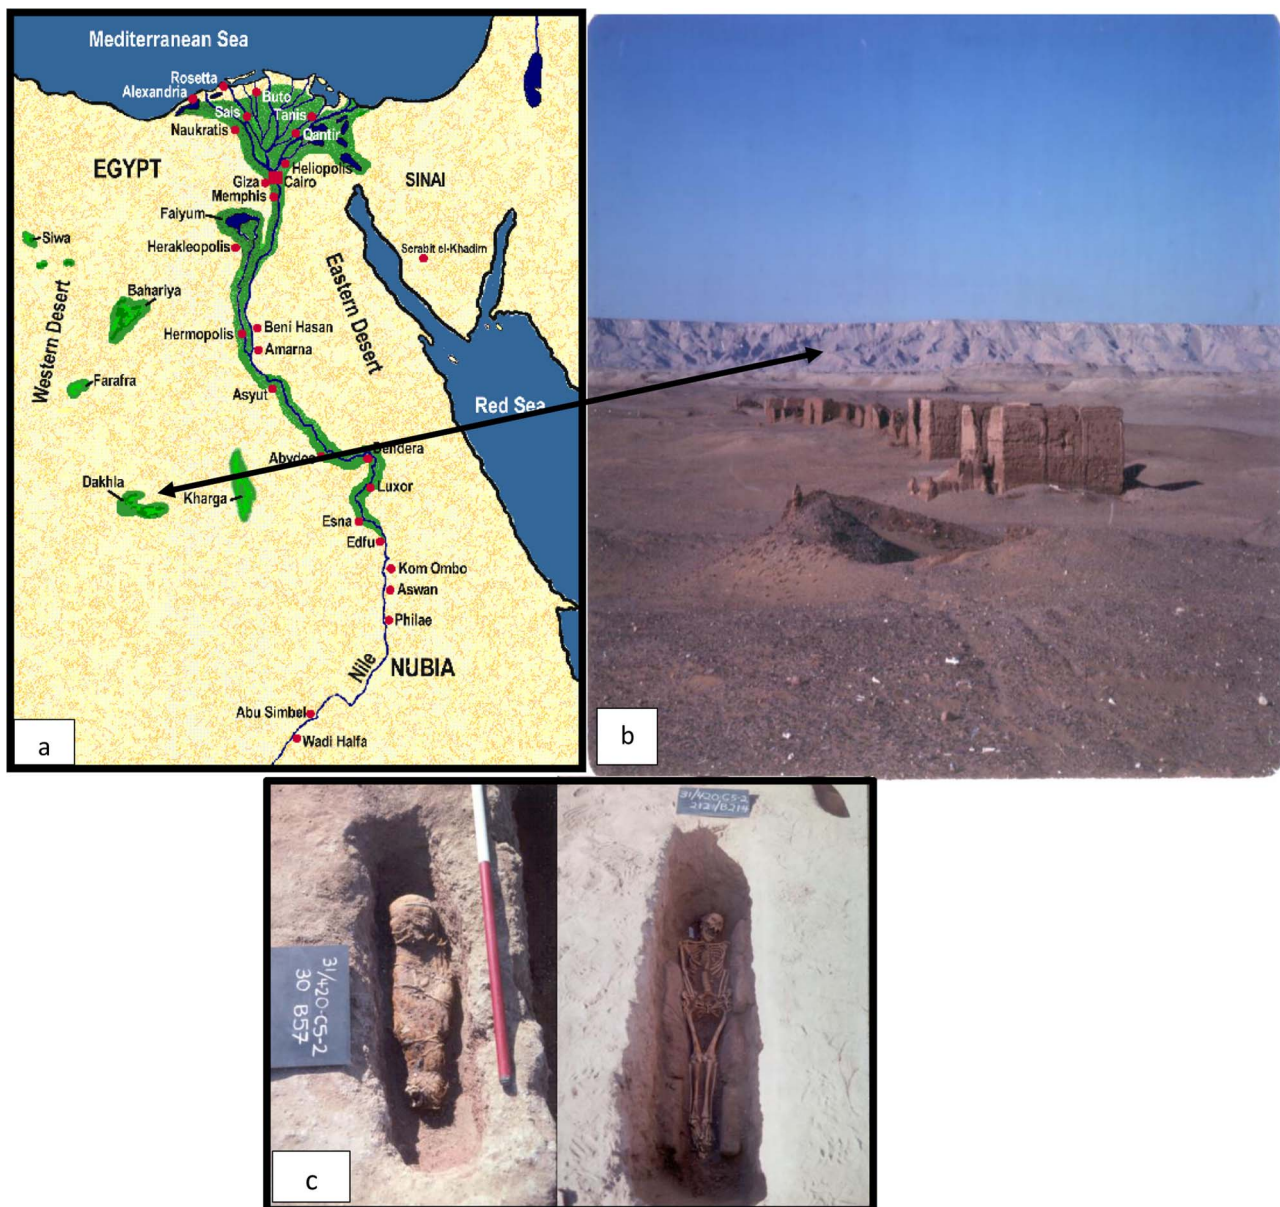 Mediterranean Sea
Rosetta
Alexandria
Buto
Sais
Tanis
Naukratis
Qantir
EGYPT
Heliopolis
Giza
Cairo
SINAI
Memphis
Faiyum
Siwa
Herakleopolis
Serabit el-Khadim
Eastern Desert
Western Desert
Bahariya
Hermopolis
Beni Hasan
Amarna
Farafra
Asyut
Red Sea
Abydos
Dendera
Dakhla
Kharga
Luxor
Esna
Edfu
Kom Ombo
Aswan
Philae
Nile
NUBIA
Abu Simbel
Wadi Halfa
a
b
31/420-C5-2
30 B57
31/420-C5-2
c